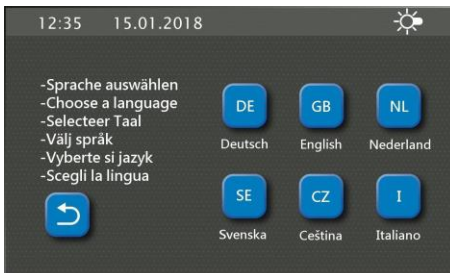 12:35 15.01.2018
-Sprache auswählen
-Choose a language
-Selecteer Taal
-Välj språk
-Vyberte si jazyk
-Scegli la lingua
DE GB NL
Deutsch English Nederland
SE CZ I
Svenska Ceština Italiano